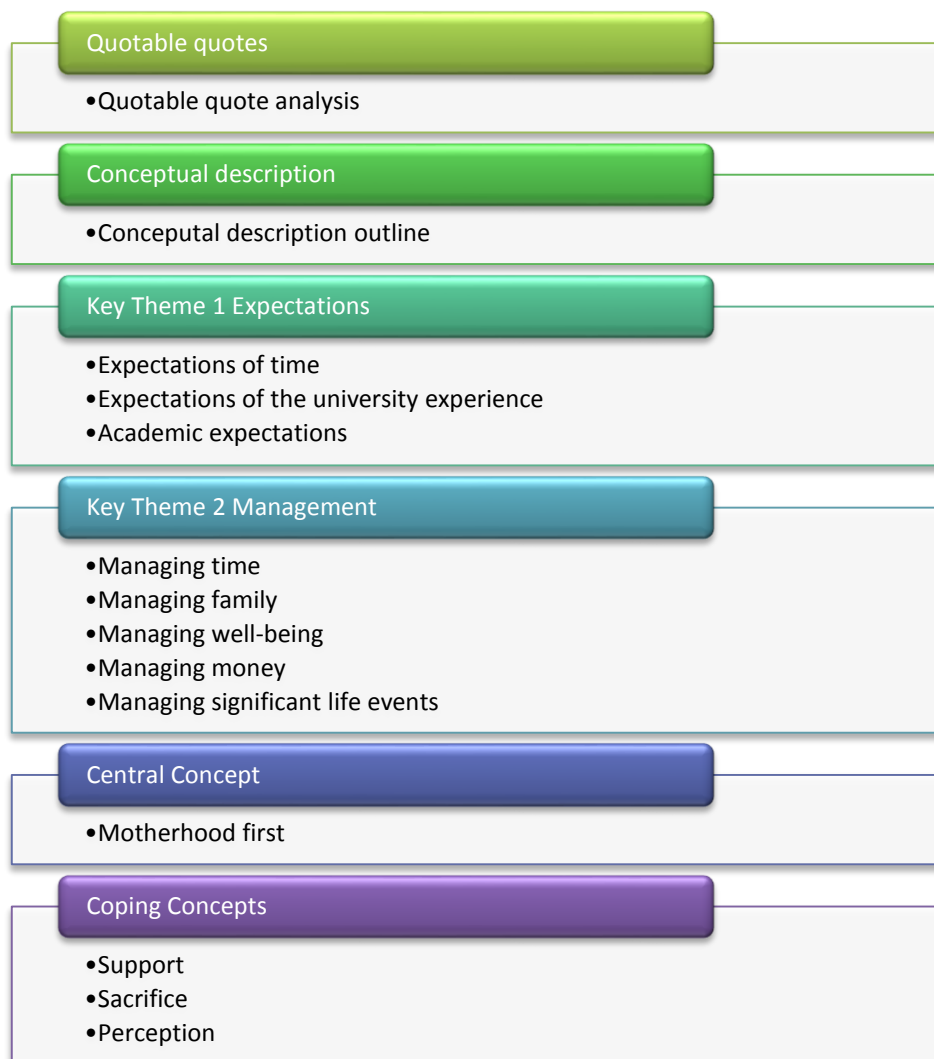 Quotable quotes
•Quotable quote analysis
Conceptual description
•Conceputal description outline
Key Theme 1 Expectations
•Expectations of time
•Expectations of the university experience
•Academic expectations
Key Theme 2 Management
•Managing time
•Managing family
•Managing well-being
•Managing money
•Managing significant life events
Central Concept
•Motherhood first
Coping Concepts
•Support
•Sacrifice
•Perception